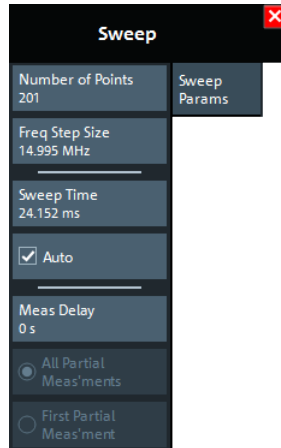 Sweep
Number of Points
201
Sweep
Params
Freq Step Size
14.995 MHz
Sweep Time
24.152 ms
Auto
Meas Delay
0 s
All Partial
Meas'ments
First Partial
Meas'ment